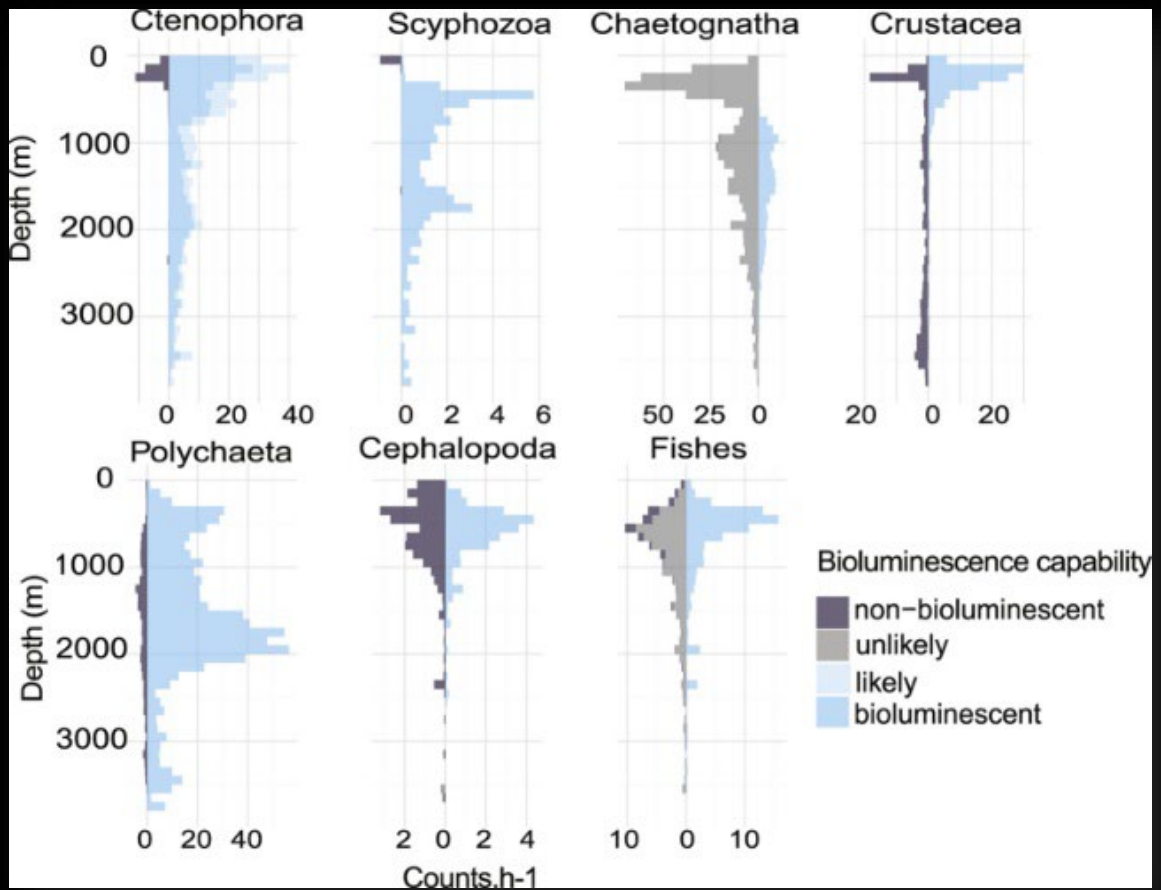 Ctenophora
Scyphozoa
Chaetognatha
Crustacea
Depth (m)
0
1000
2000
3000
0 20 40
0 2 4 6
50 25 0
20 0 20
Polychaeta
Cephalopoda
Fishes
Depth (m)
0
1000
2000
3000
0 20 40
2 0 2 4
10 0 10
Counts.h-1
Bioluminescence capability
non-bioluminescent
unlikely
likely
bioluminescent